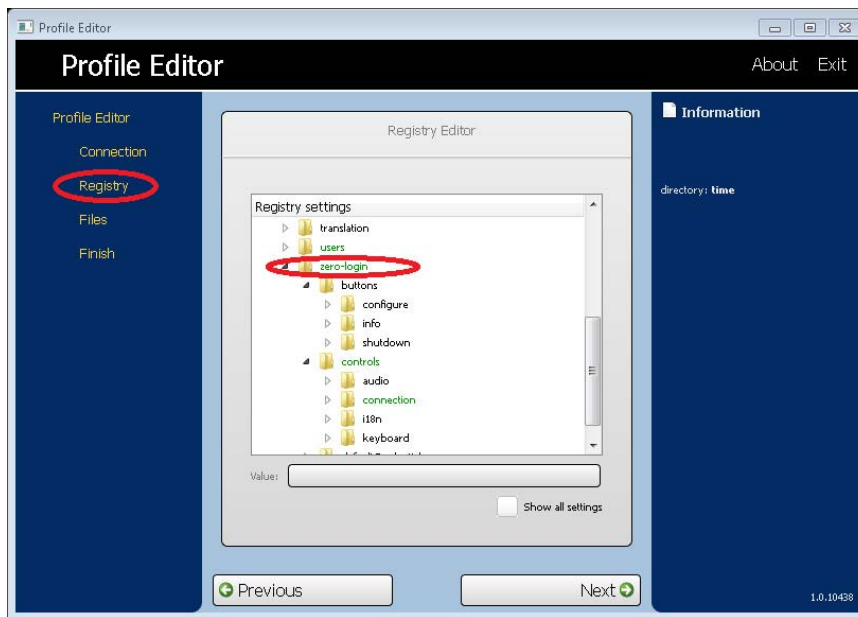 Profile Editor
Profile Editor
About Exit
Profile Editor
Connection
Registry
Files
Finish
Registry Editor
Registry settings
translation
users
zero-login
buttons
configure
info
shutdown
controls
audio
connection
i18n
keyboard
Value:
Show all settings
Previous
Next
Information
directory: time
1.0.10438